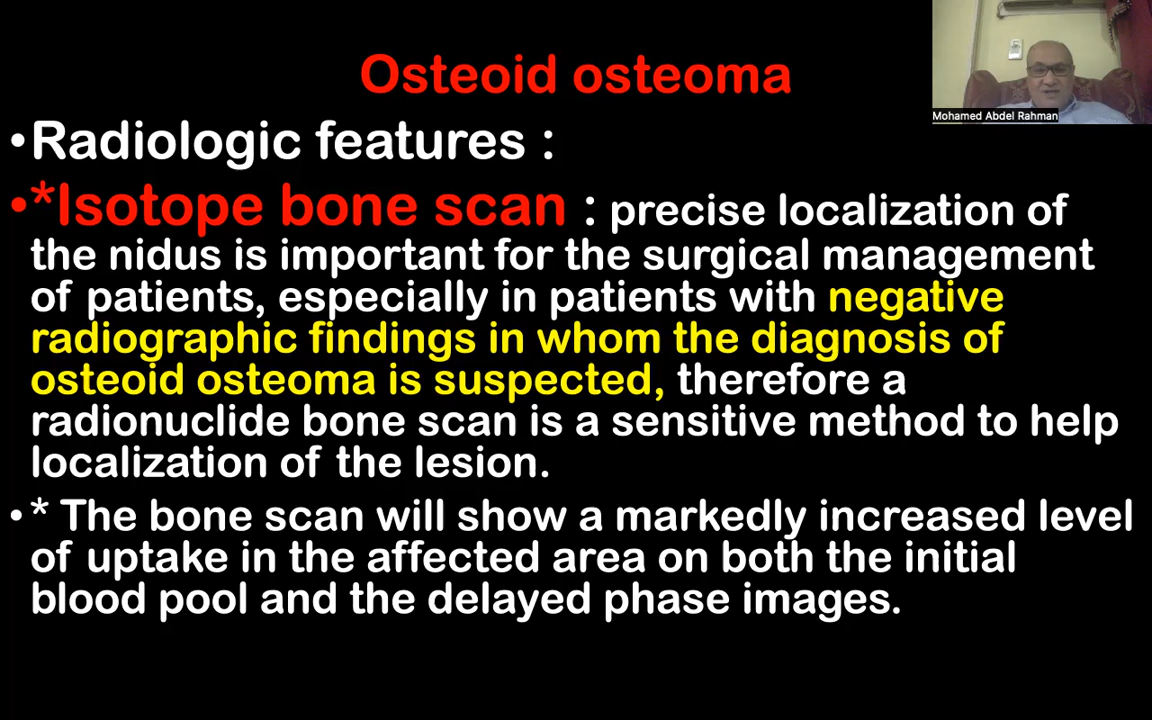 Osteoid osteoma
Mohamed Abdel Rahman
•Radiologic features :
•*Isotope bone scan : precise localization of
the nidus is important for the surgical management
of patients, especially in patients with negative
radiographic findings in whom the diagnosis of
osteoid osteoma is suspected, therefore a
radionuclide bone scan is a sensitive method to help
localization of the lesion.
•* The bone scan will show a markedly increased level
of uptake in the affected area on both the initial
blood pool and the delayed phase images.